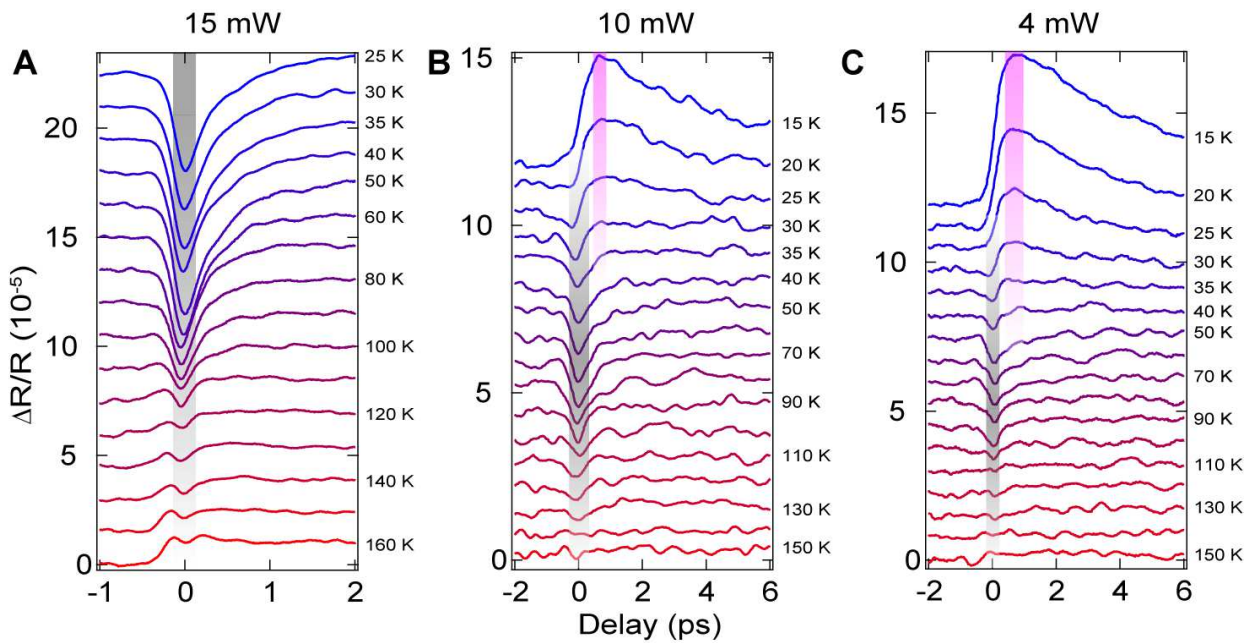 15 mW
10 mW
4 mW
A
B
C
ΔR/R (10⁻⁵)
20
15
10
5
0
25 K
30 K
35 K
40 K
50 K
60 K
80 K
100 K
120 K
140 K
160 K
-1
0
1
2
15
10
5
0
15 K
20 K
25 K
30 K
35 K
40 K
50 K
70 K
90 K
110 K
130 K
150 K
-2
0
2
4
6
15
10
5
0
15 K
20 K
25 K
30 K
35 K
40 K
50 K
70 K
90 K
110 K
130 K
150 K
-2
0
2
4
6
Delay (ps)